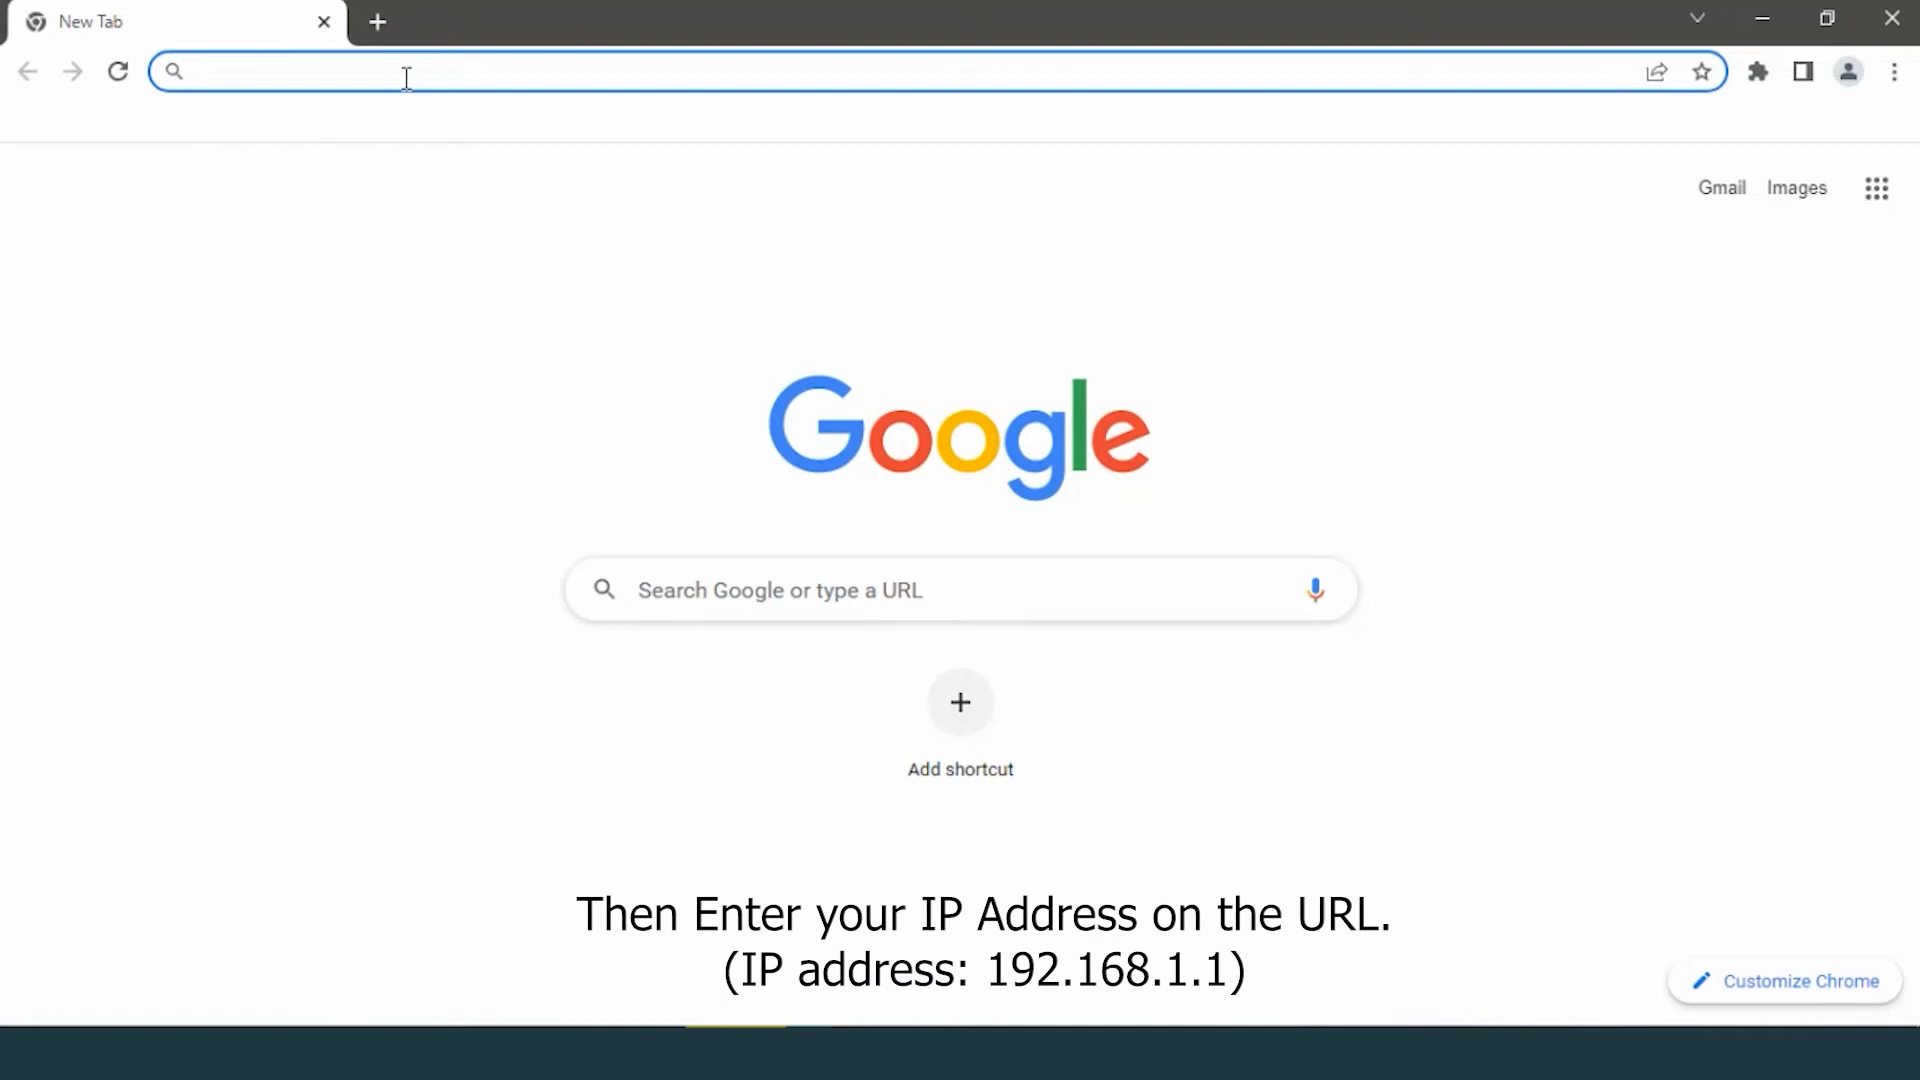 New Tab
Gmail Images
Google
Search Google or type a URL
Add shortcut
Then Enter your IP Address on the URL.
(IP address: 192.168.1.1)
Customize Chrome